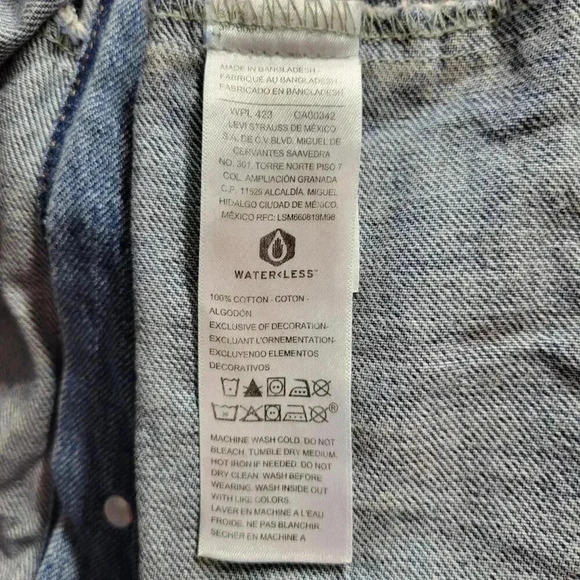 MADE IN BANGLADESH -
FABRIQUÉ AU BANGLADESH -
FABRICADO EN BANGLADESH
WPL 423 CA00342
LEVI STRAUSS DE MÉXICO
S.A. DE C.V. BLVD. MIGUEL DE
CERVANTES SAAVEDRA
NO. 301, TORRE NORTE PISO 7
COL. AMPLIACIÓN GRANADA
C.P. 11529 ALCALDÍA. MIGUEL
HIDALGO CIUDAD DE MÉXICO,
MÉXICO RFC: LSM660819M98
WATER<LESS™
100% COTTON - COTON -
ALGODÓN
EXCLUSIVE OF DECORATION-
EXCLUANT L'ORNEMENTATION-
EXCLUYENDO ELEMENTOS
DECORATIVOS
®
MACHINE WASH COLD. DO NOT
BLEACH. TUMBLE DRY MEDIUM.
HOT IRON IF NEEDED. DO NOT
DRY CLEAN. WASH BEFORE
WEARING. WASH INSIDE OUT
WITH LIKE COLORS.
LAVER EN MACHINE A L'EAU
FROIDE. NE PAS BLANCHIR
SECHER EN MACHINE A